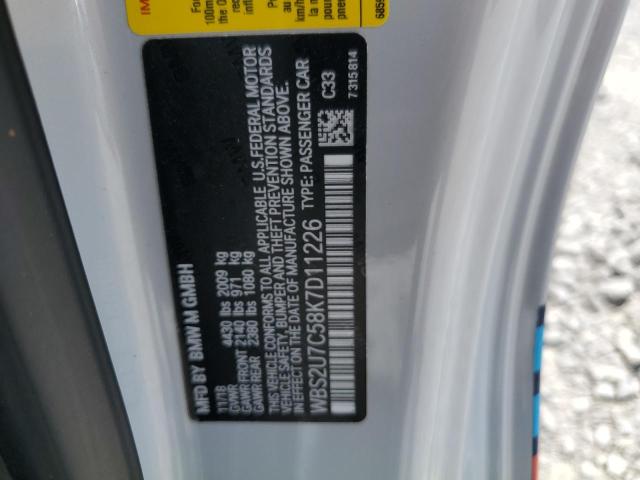 MFD BY BMW M GMBH
11/18
GVWR 4430 lbs 2009 kg
GAWR FRONT 2140 lbs 971 kg
GAWR REAR 2380 lbs 1080 kg
THIS VEHICLE CONFORMS TO ALL APPLICABLE U.S.FEDERAL MOTOR
VEHICLE SAFETY, BUMPER AND THEFT PREVENTION STANDARDS
IN EFFECT ON THE DATE OF MANUFACTURE SHOWN ABOVE.
WBS2U7C58K7D11226 TYPE: PASSENGER CAR
C33
7315814